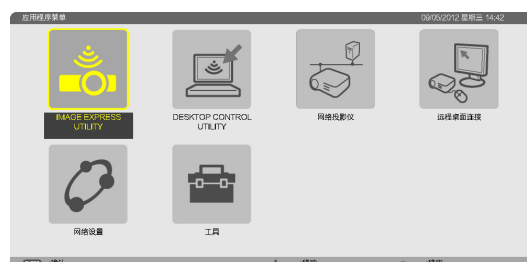 应用程序菜单
09/05/2012 星期三 14:42
IMAGE EXPRESS
UTILITY
DESKTOP CONTROL
UTILITY
网络投影仪
远程桌面连接
网络设置
工具